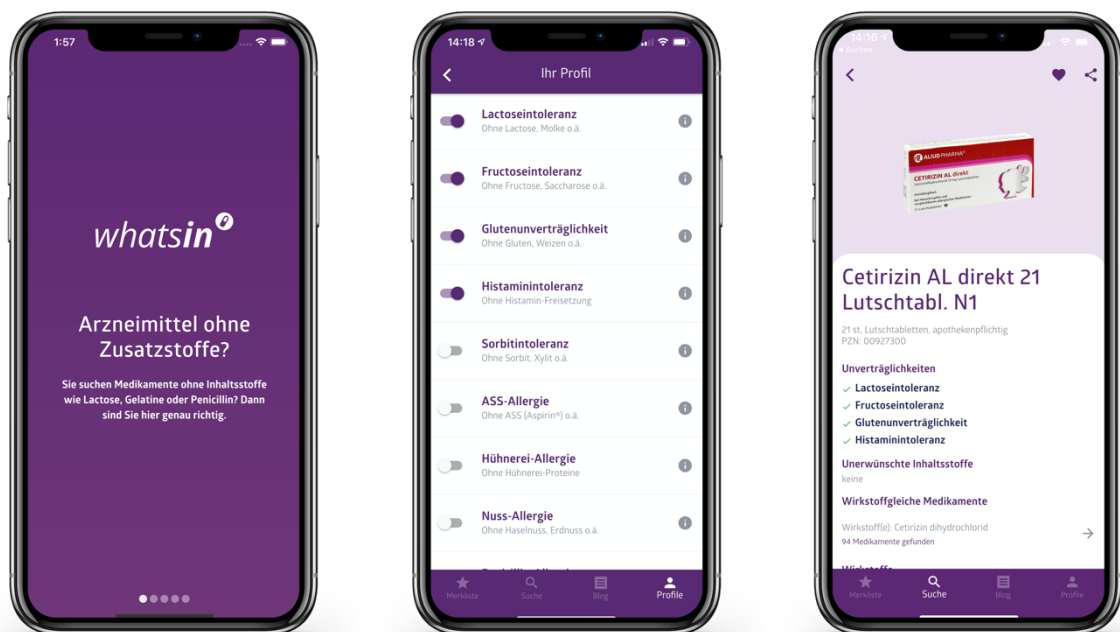 1:57
whatsin
Arzneimittel ohne
Zusatzstoffe?
Sie suchen Medikamente ohne Inhaltsstoffe
wie Lactose, Gelatine oder Penicillin? Dann
sind Sie hier genau richtig.
14:18
Ihr Profil
Lactoseintoleranz
Ohne Lactose, Molke o.ä.
Fructoseintoleranz
Ohne Fructose, Saccharose o.ä.
Glutenunverträglichkeit
Ohne Gluten, Weizen o.ä.
Histaminintoleranz
Ohne Histamin-Freisetzung
Sorbitintoleranz
Ohne Sorbit, Xylit o.ä.
ASS-Allergie
Ohne ASS (Aspirin®) o.ä.
Hühnerei-Allergie
Ohne Hühnerei-Proteine
Nuss-Allergie
Ohne Haselnuss, Erdnuss o.ä.
Merkliste
Suche
Blog
Profile
14:16
Suchen
ALIUD PHARMA®
CETIRIZIN AL direkt
Cetirizin AL direkt 21
Lutschtabl. N1
21 st, Lutschtabletten, apothekenpflichtig
PZN: 00927300
Unverträglichkeiten
Lactoseintoleranz
Fructoseintoleranz
Glutenunverträglichkeit
Histaminintoleranz
Unerwünschte Inhaltsstoffe
keine
Wirkstoffgleiche Medikamente
Wirkstoff(e): Cetirizin dihydrochlorid
94 Medikamente gefunden
Wirkstoffe
Merkliste
Suche
Blog
Profile